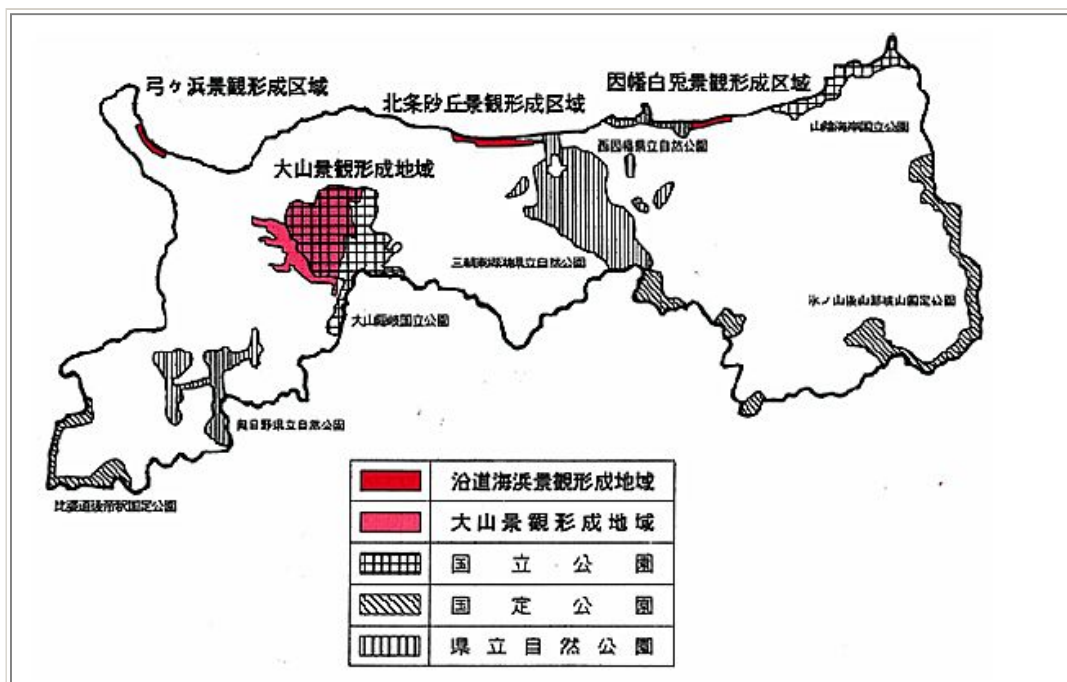 弓ヶ浜景観形成区域
北条砂丘景観形成区域
因幡白兎景観形成区域
山陰海岸国立公園
西因幡県立自然公園
大山景観形成地域
三朝東郷湖県立自然公園
氷ノ山後山那岐山国定公園
大山隠岐国立公園
奥日野県立自然公園
比婆道後帝釈国定公園
沿道海浜景観形成地域
大山景観形成地域
国立公園
国定公園
県立自然公園